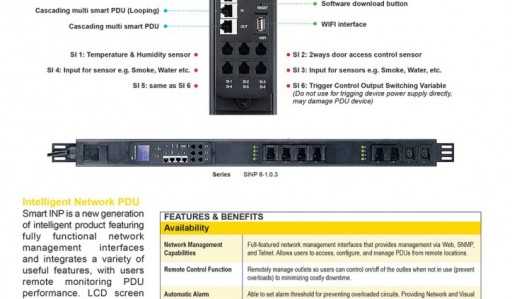 Cascading multi smart PDU (Looping)
Software download button
Cascading multi smart PDU
WIFI interface
IN
OUT
RESET
WIFI
SI 1: Temperature & Humidity sensor
SI 2: 2ways door access control sensor
SI 4: Input for sensor e.g. Smoke, Water etc.
SI 3: Input for sensors e.g. Smoke, Water, etc.
SI 5: same as SI 6
SI 6: Trigger Control Output Switching Variable
(Do not use for trigging device power supply directly,
may damage PDU device)
Series SINP 8-1.0.3
Intelligent Network PDU
Smart INP is a new generation
of intelligent product featuring
fully functional network
management interfaces
and integrates a variety of
useful features, with users
remote monitoring PDU
performance. LCD screen
FEATURES & BENEFITS
Availability
Network Management
Capabilities
Full-featured network management interfaces that provides management via Web, SNMP,
and Telnet. Allows users to access, configure, and manage PDUs from remote locations.
Remote Control Function
Remotely manage outlets so users can control on/off of the outles when not in use (prevent
overloads) to minimizing costly downtime.
Automatic Alarm
Able to set alarm threshold for preventing overloaded circuits. Providing Network and Visual